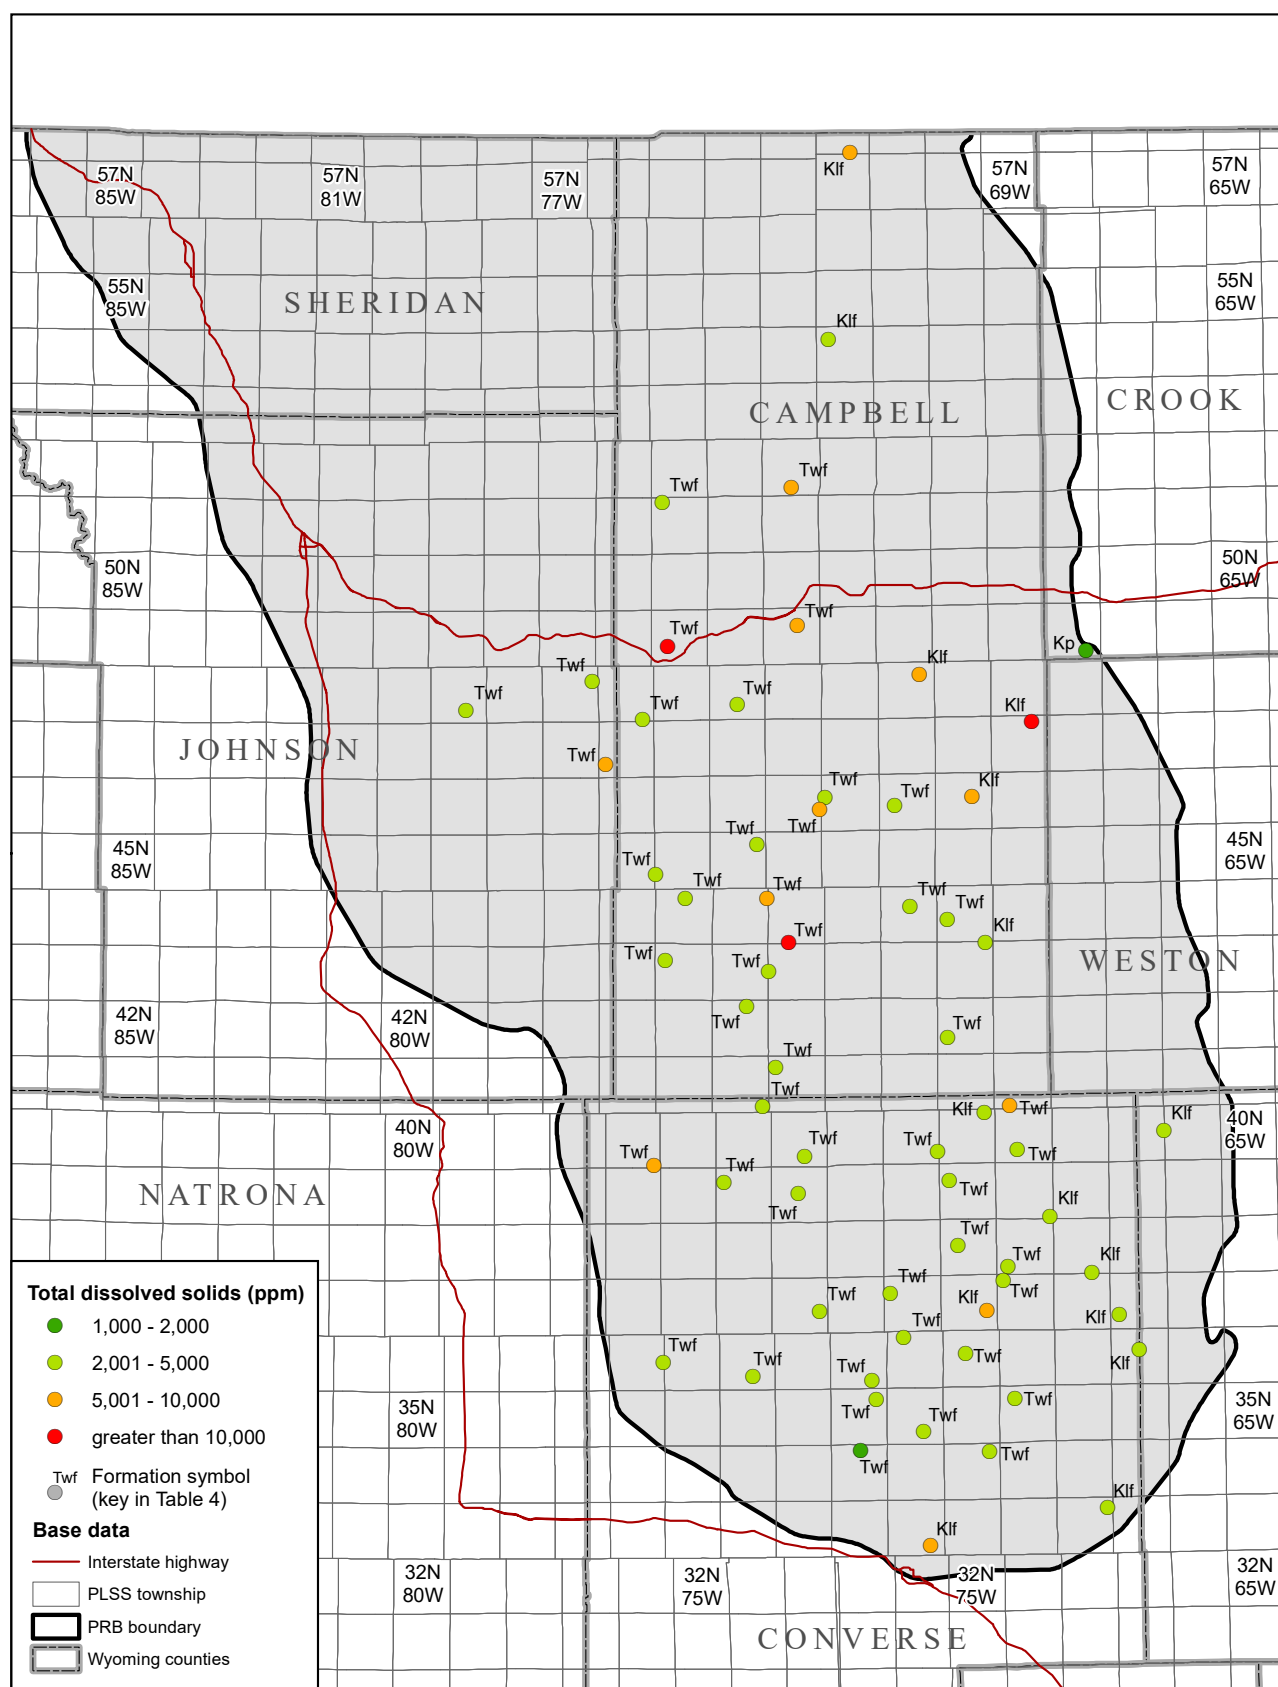 Klf
57N
85W
57N
81W
57N
77W
57N
69W
57N
65W
55N
85W
55N
65W
SHERIDAN
Klf
CAMPBELL
CROOK
Twf
Twf
50N
85W
50N
65W
Twf
Twf
Kp
Twf
Klf
Twf
Twf
Twf
Klf
JOHNSON
Twf
Twf
Twf
Klf
Twf
Twf
45N
85W
45N
65W
Twf
Twf
Twf
Twf
Twf
Twf
Klf
Twf
Twf
WESTON
Twf
42N
85W
42N
80W
Twf
Twf
Twf
Klf
Twf
Klf
40N
80W
40N
65W
Twf
Twf
Twf
Twf
Twf
Twf
NATRONA
Twf
Klf
Twf
Twf
Klf
Twf
Twf
Twf
Klf
Klf
Twf
Twf
Twf
Twf
Klf
Twf
Twf
Twf
35N
80W
35N
65W
Twf
Twf
Twf
Klf
Klf
32N
80W
32N
75W
32N
75W
32N
65W
CONVERSE
Total dissolved solids (ppm)
1,000 - 2,000
2,001 - 5,000
5,001 - 10,000
greater than 10,000
Twf Formation symbol
(key in Table 4)
Base data
Interstate highway
PLSS township
PRB boundary
Wyoming counties